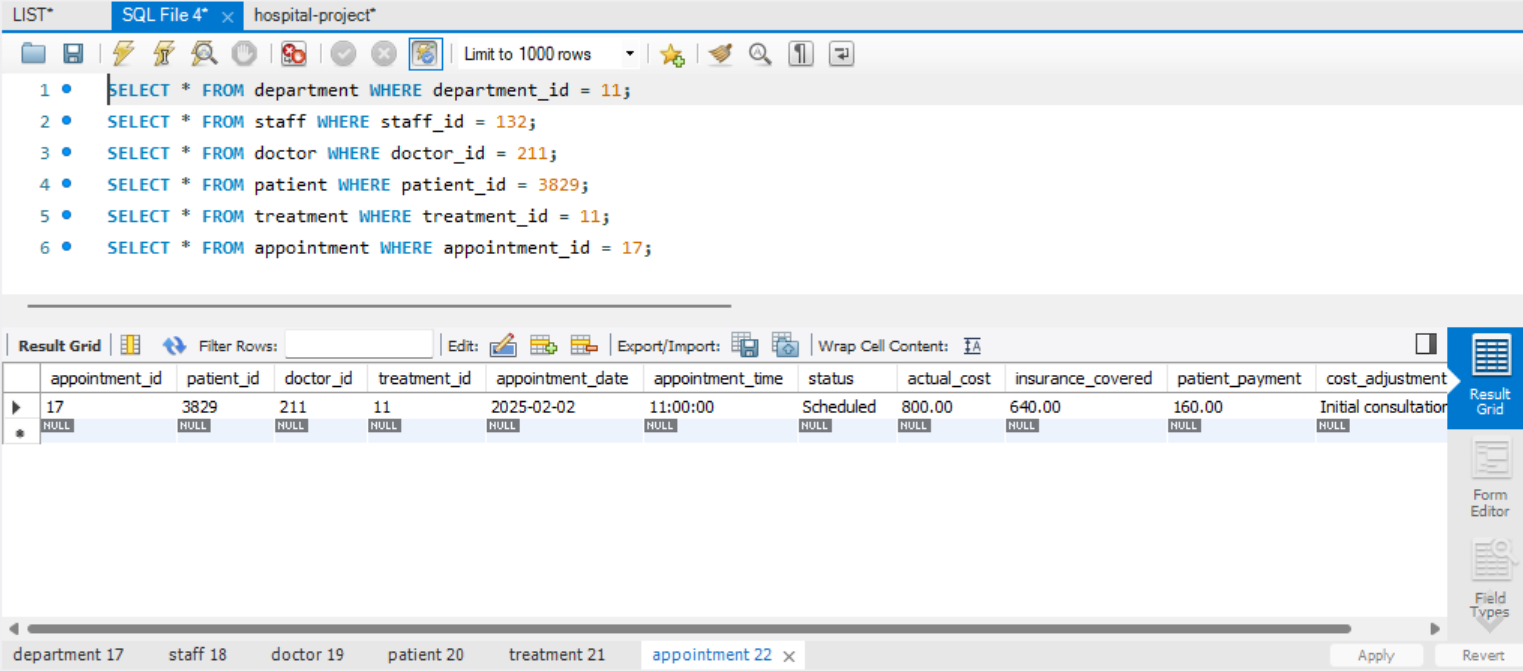 LIST* SQL File 4* hospital-project*
Limit to 1000 rows
1 SELECT * FROM department WHERE department_id = 11;
2 SELECT * FROM staff WHERE staff_id = 132;
3 SELECT * FROM doctor WHERE doctor_id = 211;
4 SELECT * FROM patient WHERE patient_id = 3829;
5 SELECT * FROM treatment WHERE treatment_id = 11;
6 SELECT * FROM appointment WHERE appointment_id = 17;
Result Grid Filter Rows: Edit: Export/Import: Wrap Cell Content:
appointment_id patient_id doctor_id treatment_id appointment_date appointment_time status actual_cost insurance_covered patient_payment cost_adjustment
17 3829 211 11 2025-02-02 11:00:00 Scheduled 800.00 640.00 160.00 Initial consultation
NULL NULL NULL NULL NULL NULL NULL NULL NULL NULL NULL
Result
Grid
Form
Editor
Field
Types
department 17 staff 18 doctor 19 patient 20 treatment 21 appointment 22 Apply Revert